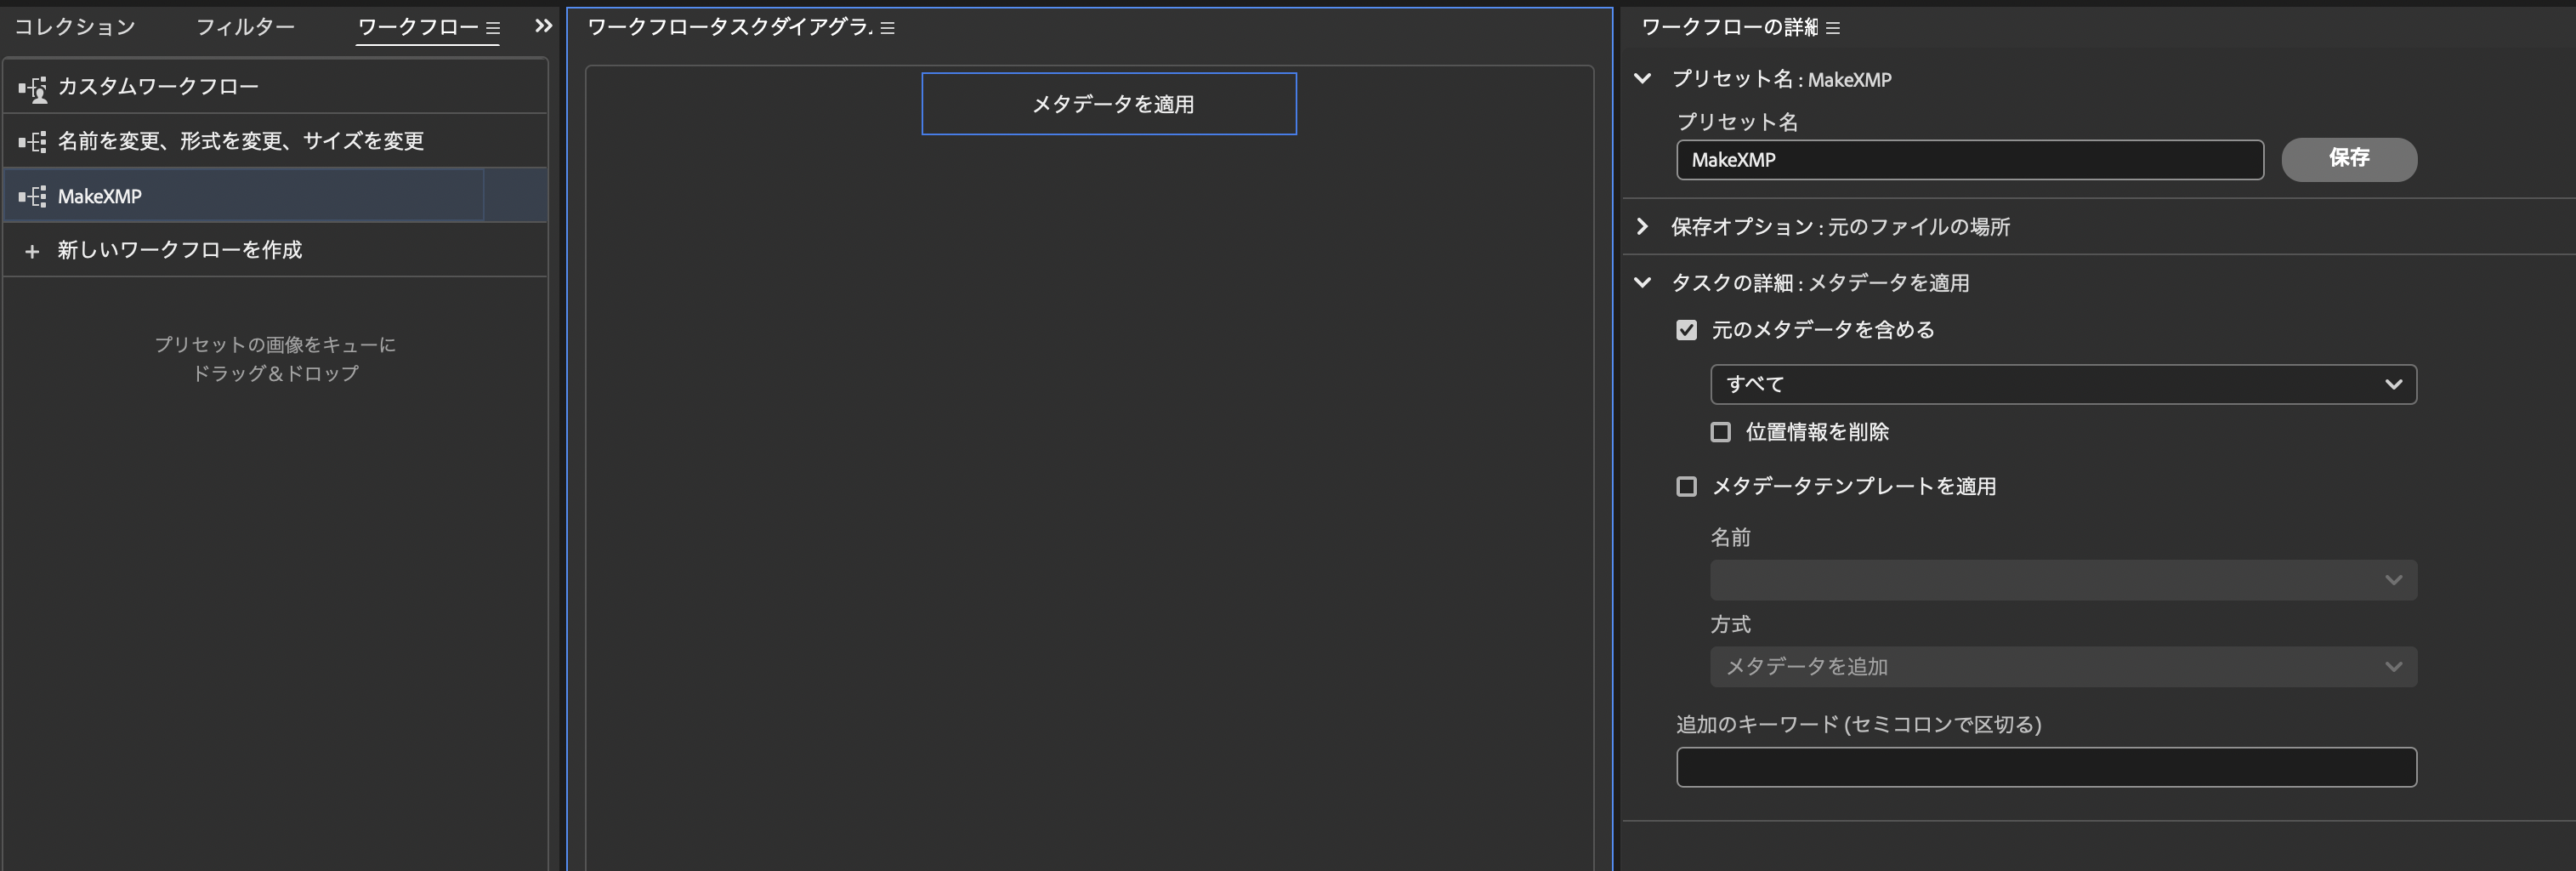 コレクション
フィルター
ワークフロー
カスタムワークフロー
名前を変更、形式を変更、サイズを変更
MakeXMP
新しいワークフローを作成
プリセットの画像をキューに
ドラッグ＆ドロップ
ワークフロータスクダイアグラ
メタデータを適用
ワークフローの詳細
プリセット名 : MakeXMP
プリセット名
MakeXMP
保存
保存オプション : 元のファイルの場所
タスクの詳細 : メタデータを適用
元のメタデータを含める
すべて
位置情報を削除
メタデータテンプレートを適用
名前
方式
メタデータを追加
追加のキーワード (セミコロンで区切る)